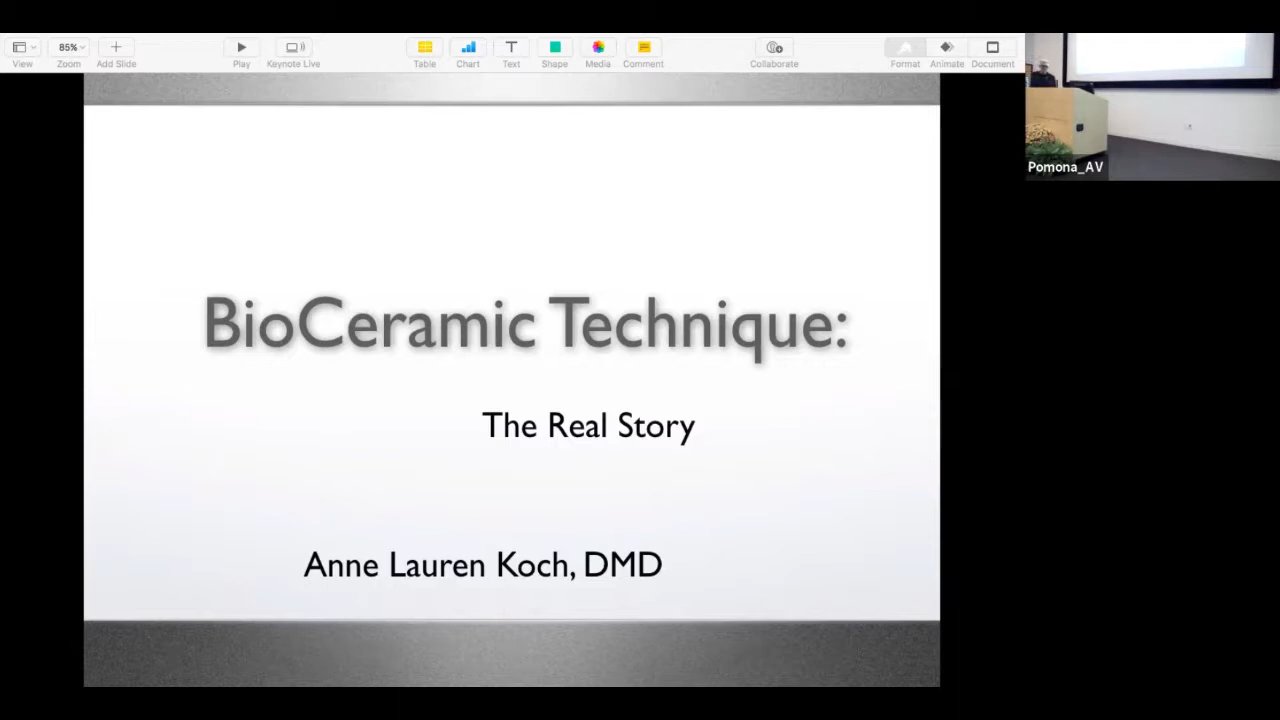 View
85%
Zoom
Add Slide
Play
Keynote Live
Table
Chart
Text
Shape
Media
Comment
Collaborate
Format
Animate
Document
Pomona_AV
BioCeramic Technique:
The Real Story
Anne Lauren Koch, DMD